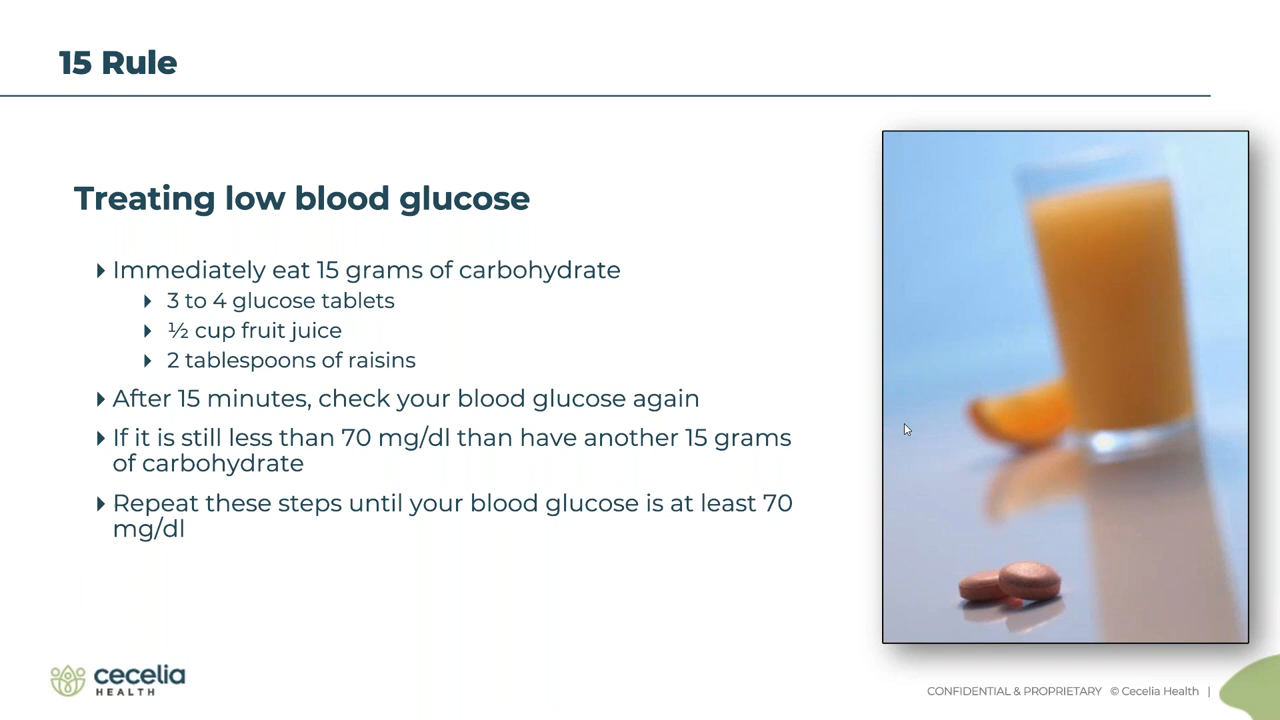 15 Rule
Treating low blood glucose
Immediately eat 15 grams of carbohydrate
3 to 4 glucose tablets
½ cup fruit juice
2 tablespoons of raisins
After 15 minutes, check your blood glucose again
If it is still less than 70 mg/dl than have another 15 grams
of carbohydrate
Repeat these steps until your blood glucose is at least 70
mg/dl
cecelia
HEALTH
CONFIDENTIAL & PROPRIETARY © Cecelia Health |